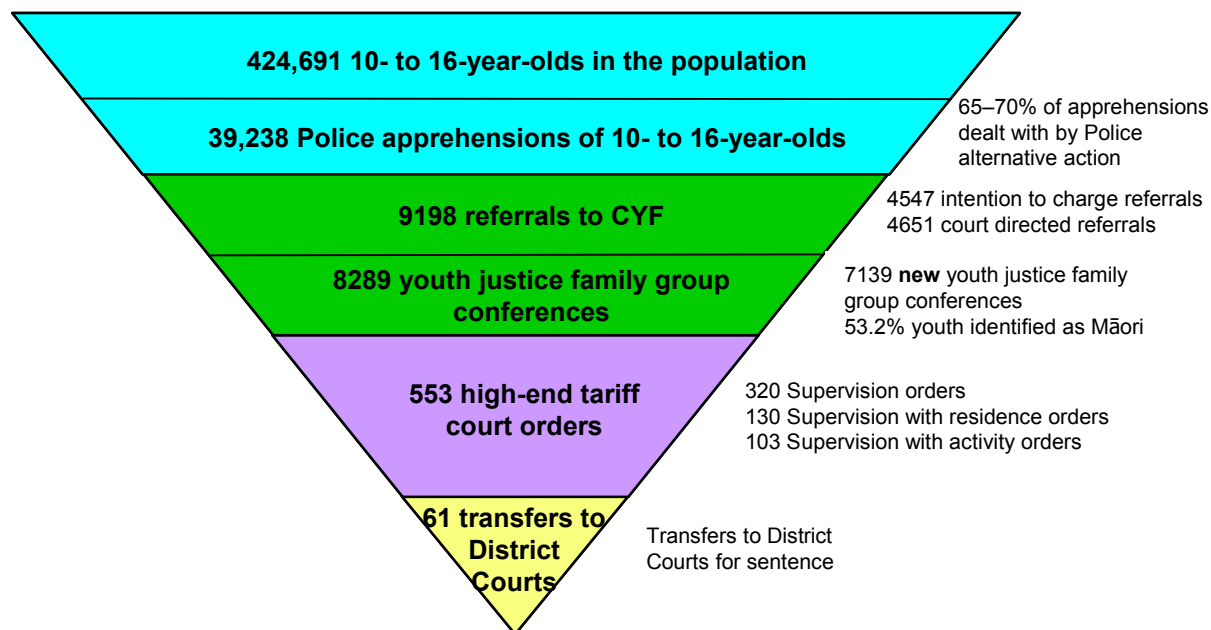 424,691 10- to 16-year-olds in the population
39,238 Police apprehensions of 10- to 16-year-olds
65–70% of apprehensions
dealt with by Police
alternative action
9198 referrals to CYF
4547 intention to charge referrals
4651 court directed referrals
8289 youth justice family group
conferences
7139 new youth justice family
group conferences
53.2% youth identified as Māori
553 high-end tariff
court orders
320 Supervision orders
130 Supervision with residence orders
103 Supervision with activity orders
61 transfers to
District
Courts
Transfers to District
Courts for sentence